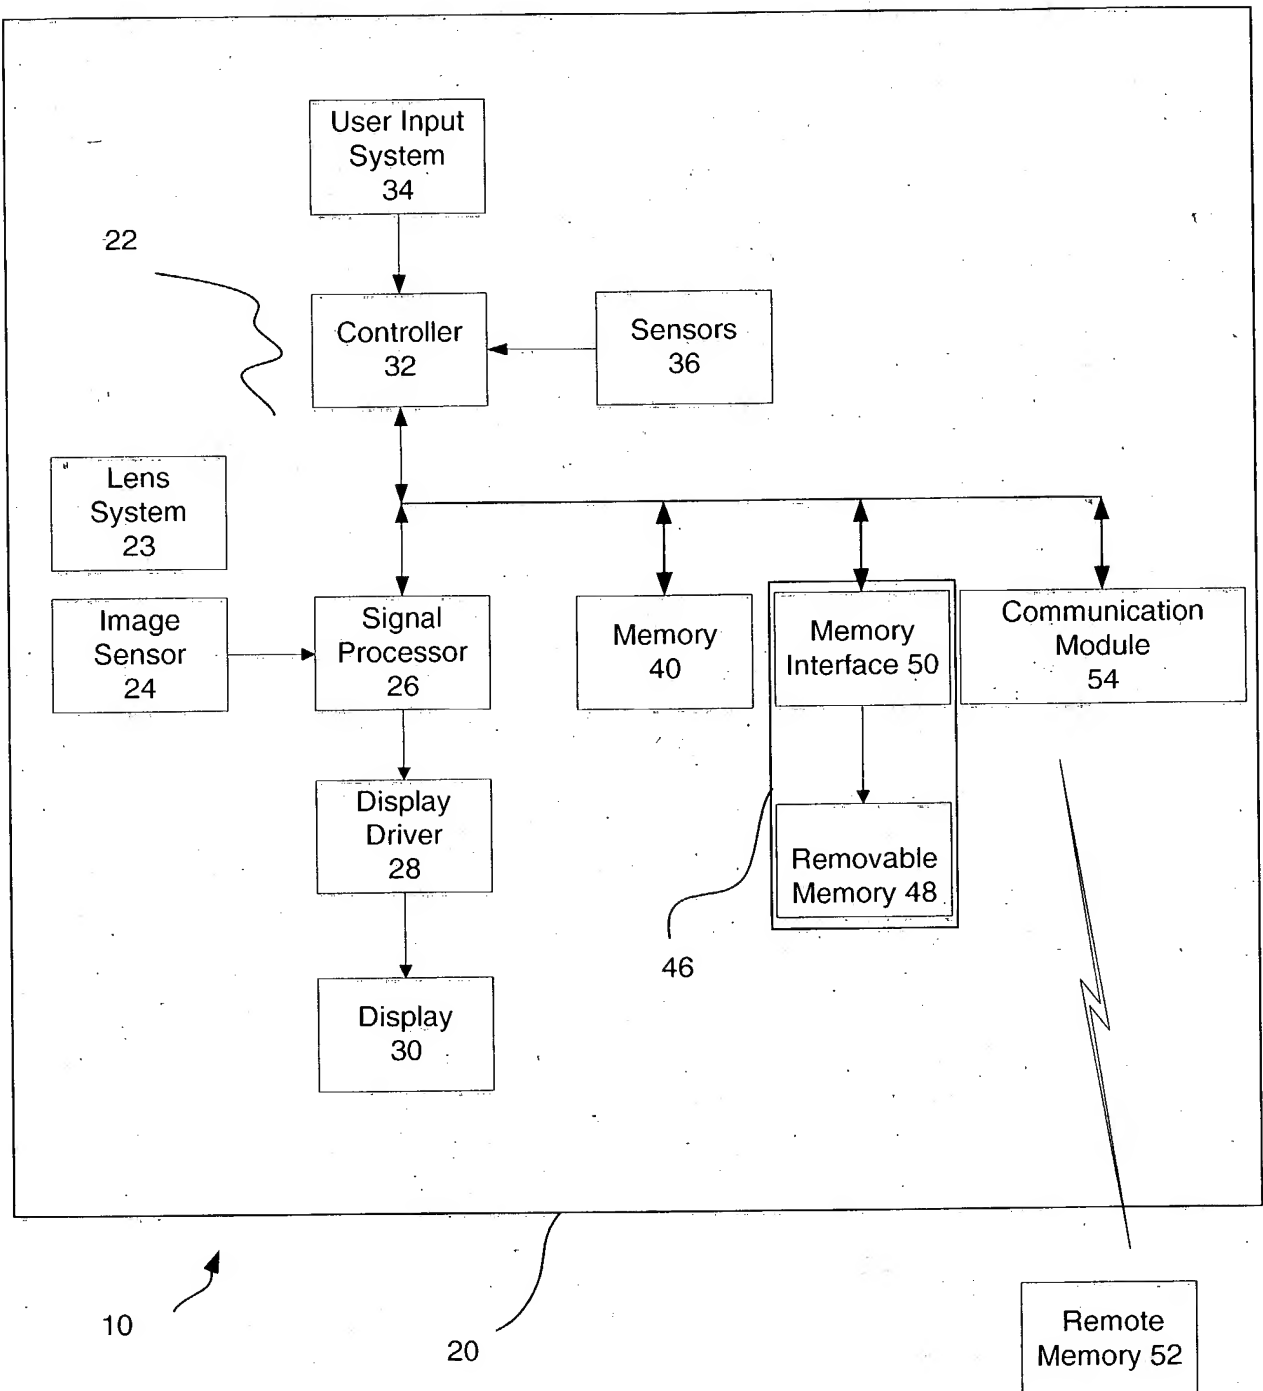 User Input
System
34
22
Controller
32
Sensors
36
Lens
System
23
Image
Sensor
24
Signal
Processor
26
Memory
40
Memory
Interface 50
Communication
Module
54
Display
Driver
28
Removable
Memory 48
46
Display
30
10
20
Remote
Memory 52